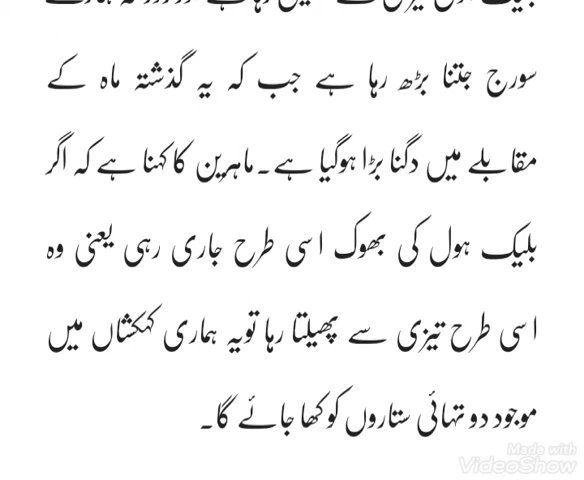 سورج جتنا بڑھ رہا ہے جب کہ یہ گذشتہ ماہ کے
مقابلے میں دگنا بڑا ہوگیا ہے۔ماہرین کا کہنا ہے کہ اگر
بلیک ہول کی بھوک اسی طرح جاری رہی یعنی وہ
اسی طرح تیزی سے پھیلتا رہا تویہ ہماری کہکشاں میں
موجود دو تہائی ستاروں کو کھا جائے گا۔
Made with
VideoShow